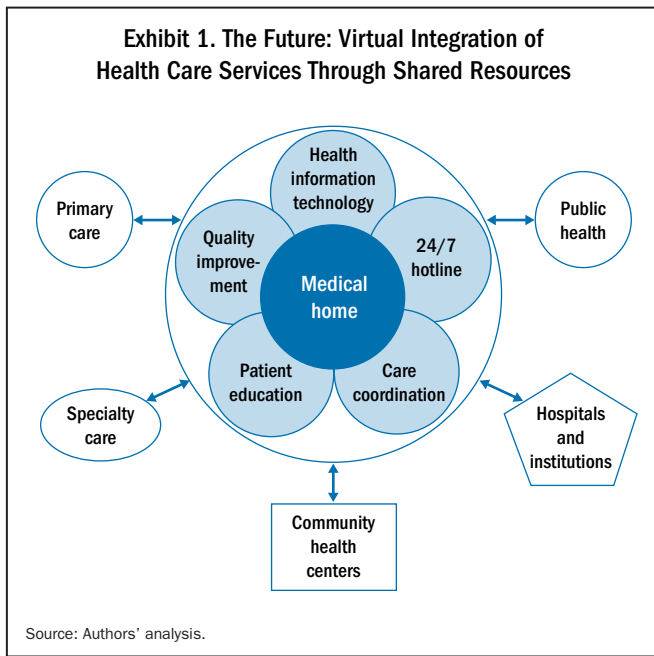 Exhibit 1. The Future: Virtual Integration of
Health Care Services Through Shared Resources
Health
information
technology
Primary
care
Public
health
Quality
improve-
ment
24/7
hotline
Medical
home
Patient
education
Care
coordination
Specialty
care
Hospitals
and
institutions
Community
health
centers
Source: Authors’ analysis.